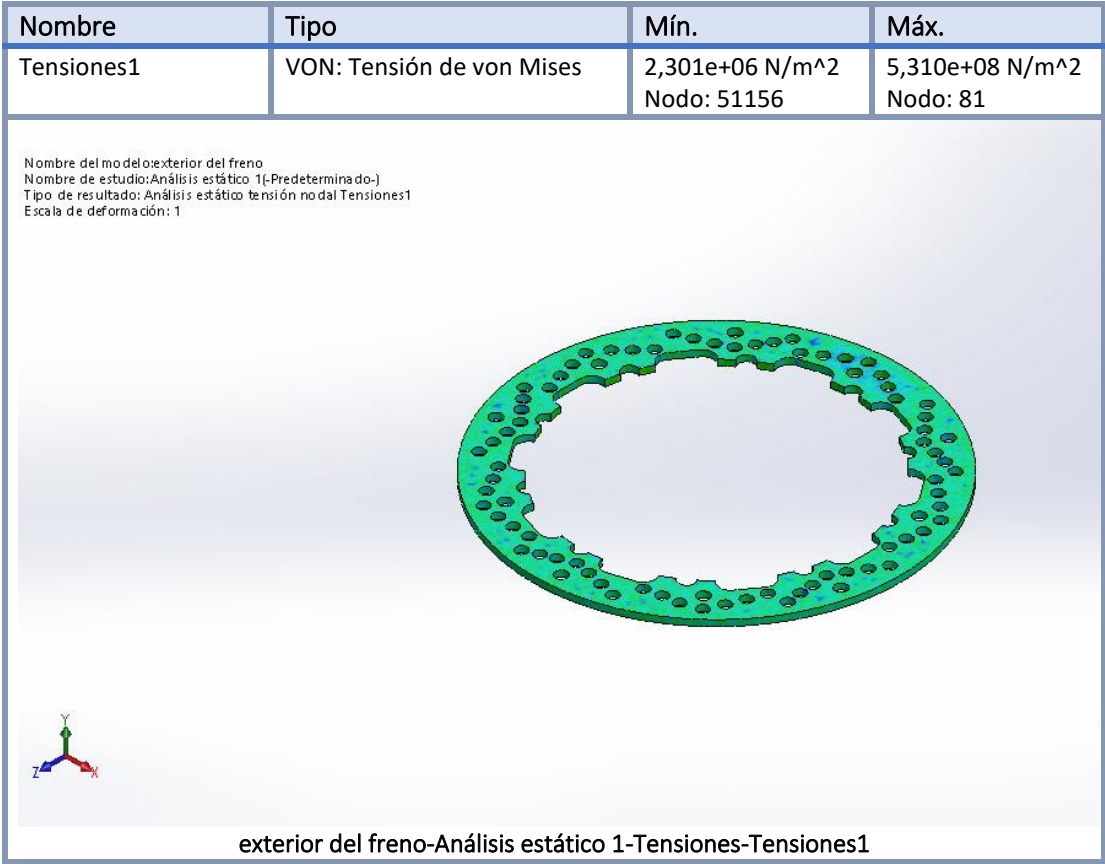 Nombre Tipo Mín. Máx.
Tensiones1 VON: Tensión de von Mises 2,301e+06 N/m^2 5,310e+08 N/m^2
Nodo: 51156 Nodo: 81
Nombre del modelo:exterior del freno
Nombre de estudio:Análisis estático 1(-Predeterminado-)
Tipo de resultado: Análisis estático tensión nodal Tensiones1
Escala de deformación: 1
Y
Z X
exterior del freno-Análisis estático 1-Tensiones-Tensiones1